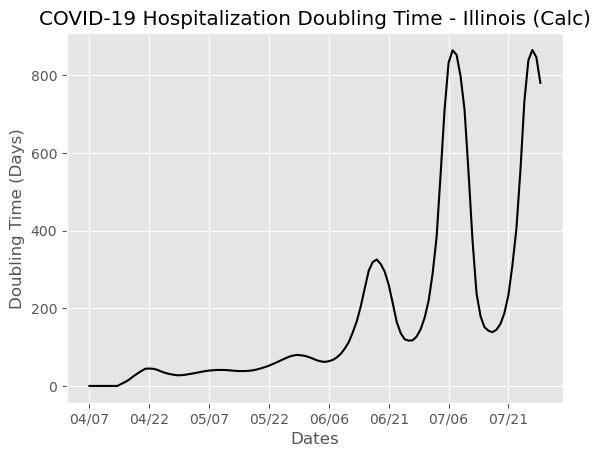 COVID-19 Hospitalization Doubling Time - Illinois (Calc)
Doubling Time (Days)
800
600
400
200
0
04/07 04/22 05/07 05/22 06/06 06/21 07/06 07/21
Dates